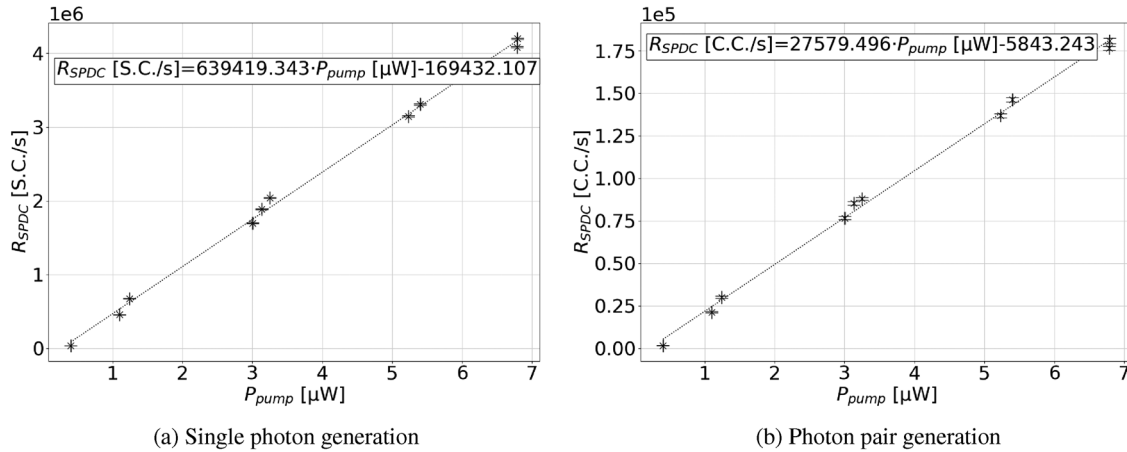 1e6
R_SPDC [S.C./s]=639419.343·P_pump [µW]-169432.107
4
3
2
1
0
R_SPDC [S.C./s]
1 2 3 4 5 6 7
P_pump [µW]
(a) Single photon generation
1e5
R_SPDC [C.C./s]=27579.496·P_pump [µW]-5843.243
1.75
1.50
1.25
1.00
0.75
0.50
0.25
0.00
R_SPDC [C.C./s]
1 2 3 4 5 6 7
P_pump [µW]
(b) Photon pair generation